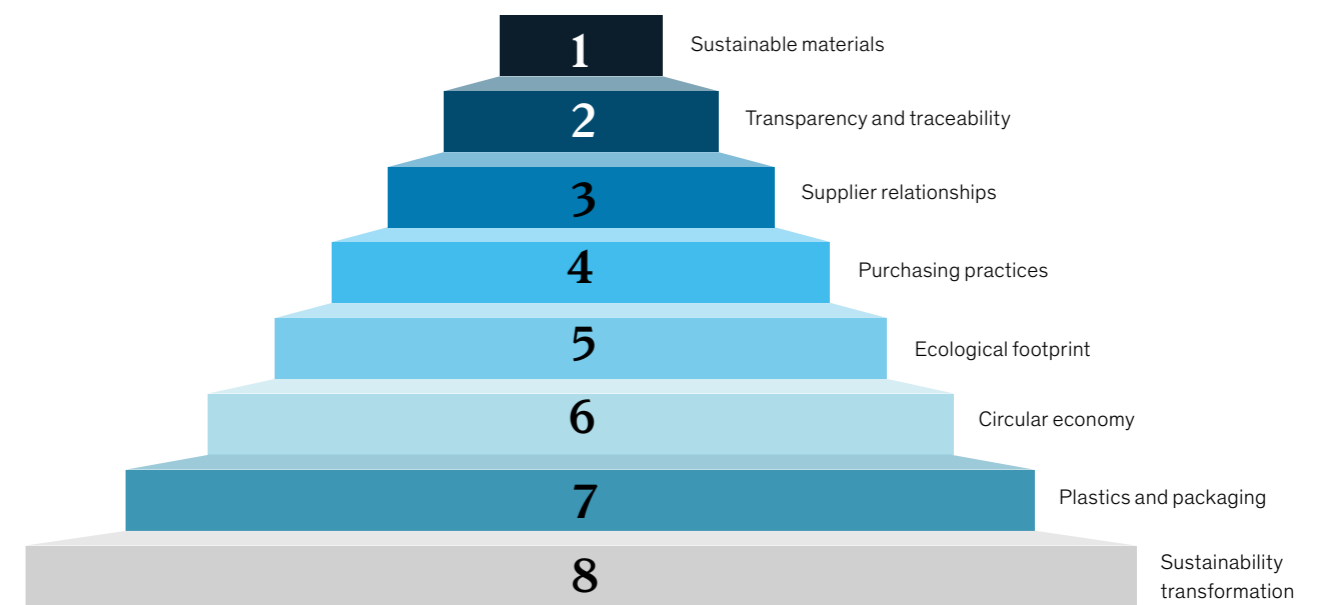 1
Sustainable materials
2
Transparency and traceability
3
Supplier relationships
4
Purchasing practices
5
Ecological footprint
6
Circular economy
7
Plastics and packaging
8
Sustainability
transformation